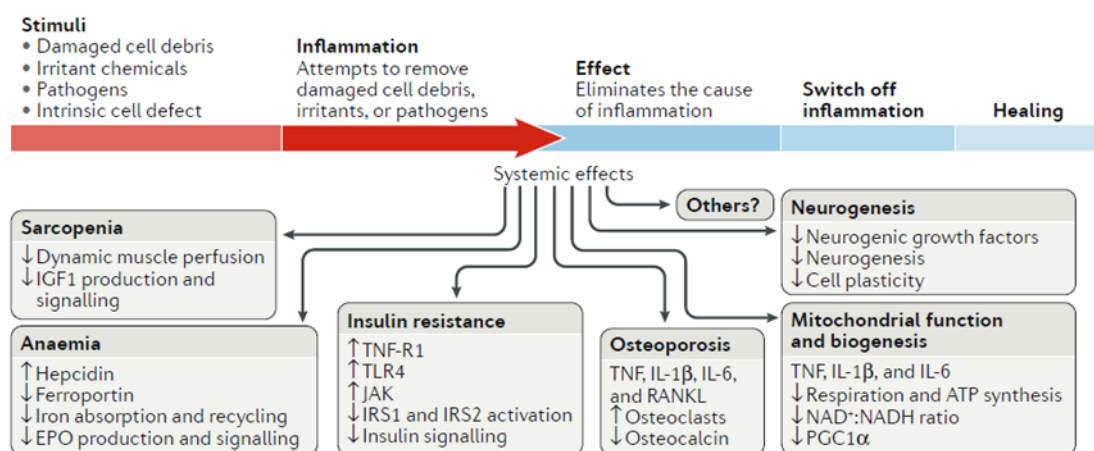 Stimuli
• Damaged cell debris
• Irritant chemicals
• Pathogens
• Intrinsic cell defect
Inflammation
Attempts to remove
damaged cell debris,
irritants, or pathogens
Effect
Eliminates the cause
of inflammation
Switch off
inflammation
Healing
Systemic effects
Sarcopenia
↓Dynamic muscle perfusion
↓IGF1 production and
signalling
Anaemia
↑Hepcidin
↓Ferroportin
↓Iron absorption and recycling
↓EPO production and signalling
Insulin resistance
↑TNF-R1
↑TLR4
↑JAK
↓IRS1 and IRS2 activation
↓Insulin signalling
Osteoporosis
TNF, IL-1β, IL-6,
and RANKL
↑Osteoclasts
↓Osteocalcin
Others?
Neurogenesis
↓Neurogenic growth factors
↓Neurogenesis
↓Cell plasticity
Mitochondrial function
and biogenesis
TNF, IL-1β, and IL-6
↓Respiration and ATP synthesis
↓NAD⁺:NADH ratio
↓PGC1α